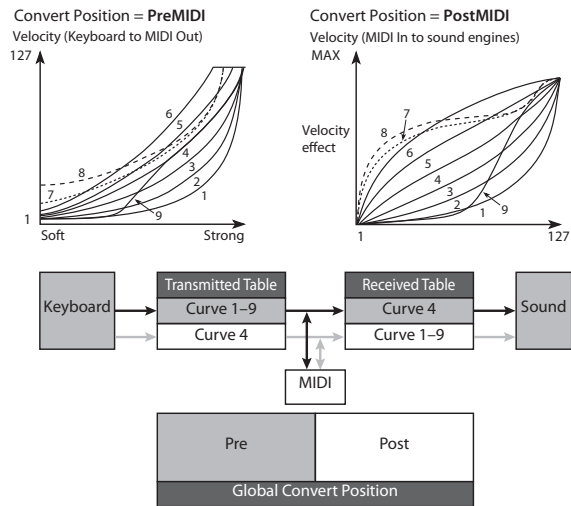 Convert Position = PreMIDI
Velocity (Keyboard to MIDI Out)
127
6
5
8
4
3
7
2
1
9
1
Soft
Strong
Convert Position = PostMIDI
Velocity (MIDI In to sound engines)
MAX
7
8
Velocity
effect
6
5
4
3
2
1
9
1
127
Keyboard
Transmitted Table
Curve 1–9
Curve 4
Received Table
Curve 4
Curve 1–9
Sound
MIDI
Pre
Post
Global Convert Position